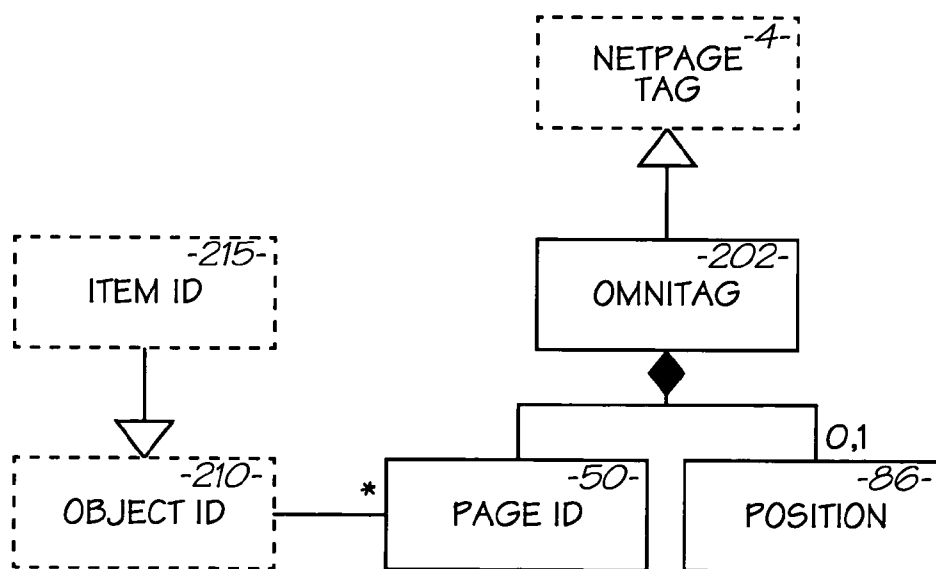 -4-
NETPAGE
TAG
-215-
ITEM ID
-202-
OMNITAG
0,1
-210-
OBJECT ID
*
-50-
PAGE ID
-86-
POSITION